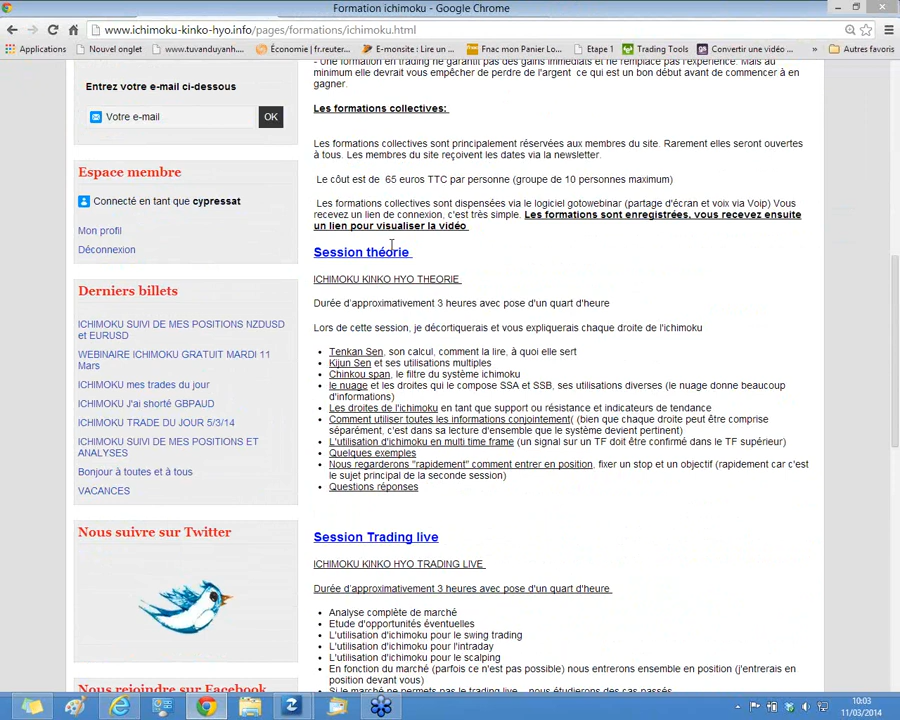 Formation ichimoku - Google Chrome
www.ichimoku-kinko-hyo.info/pages/formations/ichimoku.html
Applications Nouvel onglet www.tuvanduyanh.... Économie | fr.reuter... E-monsite : Lire un ... Fnac mon Panier Lo... Etape 1 Trading Tools Convertir une vidéo ... » Autres favoris
- Une formation en trading ne garantit pas des gains immédiats et ne remplace pas l'expérience. Mais au
minimum elle devrait vous empêcher de perdre de l'argent ce qui est un bon début avant de commencer à en
gagner.
Entrez votre e-mail ci-dessous
Votre e-mail OK
Espace membre
Connecté en tant que cypressat
Mon profil
Déconnexion
Derniers billets
ICHIMOKU SUIVI DE MES POSITIONS NZDUSD
et EURUSD
WEBINAIRE ICHIMOKU GRATUIT MARDI 11
Mars
ICHIMOKU mes trades du jour
ICHIMOKU J'ai shorté GBPAUD
ICHIMOKU TRADE DU JOUR 5/3/14
ICHIMOKU SUIVI DE MES POSITIONS ET
ANALYSES
Bonjour à toutes et à tous
VACANCES
Nous suivre sur Twitter
Nous rejoindre sur Facebook
Les formations collectives:
Les formations collectives sont principalement réservées aux membres du site. Rarement elles seront ouvertes
à tous. Les membres du site reçoivent les dates via la newsletter.
Le côut est de 65 euros TTC par personne (groupe de 10 personnes maximum)
Les formations collectives sont dispensées via le logiciel gotowebinar (partage d'écran et voix via Voip) Vous
recevez un lien de connexion, c'est très simple. Les formations sont enregistrées, vous recevez ensuite
un lien pour visualiser la vidéo
Session théorie
ICHIMOKU KINKO HYO THEORIE
Durée d'approximativement 3 heures avec pose d'un quart d'heure
Lors de cette session, je décortiquerais et vous expliquerais chaque droite de l'ichimoku
• Tenkan Sen, son calcul, comment la lire, à quoi elle sert
• Kijun Sen et ses utilisations multiples
• Chinkou span, le filtre du système ichimoku
• le nuage et les droites qui le compose SSA et SSB, ses utilisations diverses (le nuage donne beaucoup
d'informations)
• Les droites de l'ichimoku en tant que support ou résistance et indicateurs de tendance
• Comment utiliser toutes les informations conjointement( (bien que chaque droite peut être comprise
séparément, c'est dans sa lecture d'ensemble que le système devient pertinent)
• L'utilisation d'ichimoku en multi time frame (un signal sur un TF doit être confirmé dans le TF supérieur)
• Quelques exemples
• Nous regarderons "rapidement" comment entrer en position, fixer un stop et un objectif (rapidement car c'est
le sujet principal de la seconde session)
• Questions réponses
Session Trading live
ICHIMOKU KINKO HYO TRADING LIVE
Durée d'approximativement 3 heures avec pose d'un quart d'heure
• Analyse complète de marché
• Etude d'opportunités éventuelles
• L'utilisation d'ichimoku pour le swing trading
• L'utilisation d'ichimoku pour l'intraday
• L'utilisation d'ichimoku pour le scalping
• En fonction du marché (parfois ce n'est pas possible) nous entrerons ensemble en position (j'entrerais en
position devant vous)
• Si le marché ne permets pas le trading live... nous étudierons des cas passés
10:03
11/03/2014